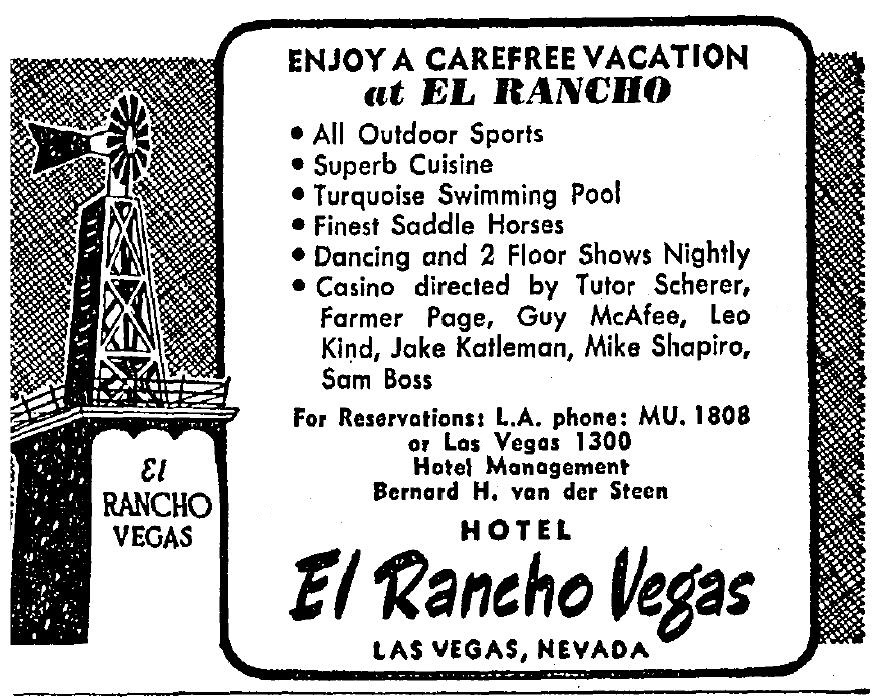 ENJOY A CAREFREE VACATION
at EL RANCHO
• All Outdoor Sports
• Superb Cuisine
• Turquoise Swimming Pool
• Finest Saddle Horses
• Dancing and 2 Floor Shows Nightly
• Casino directed by Tutor Scherer,
Farmer Page, Guy McAfee, Leo
Kind, Jake Katleman, Mike Shapiro,
Sam Boss
For Reservations: L.A. phone: MU. 1808
or Las Vegas 1300
Hotel Management
Bernard H. van der Steen
HOTEL
El Rancho Vegas
LAS VEGAS, NEVADA
El
RANCHO
VEGAS